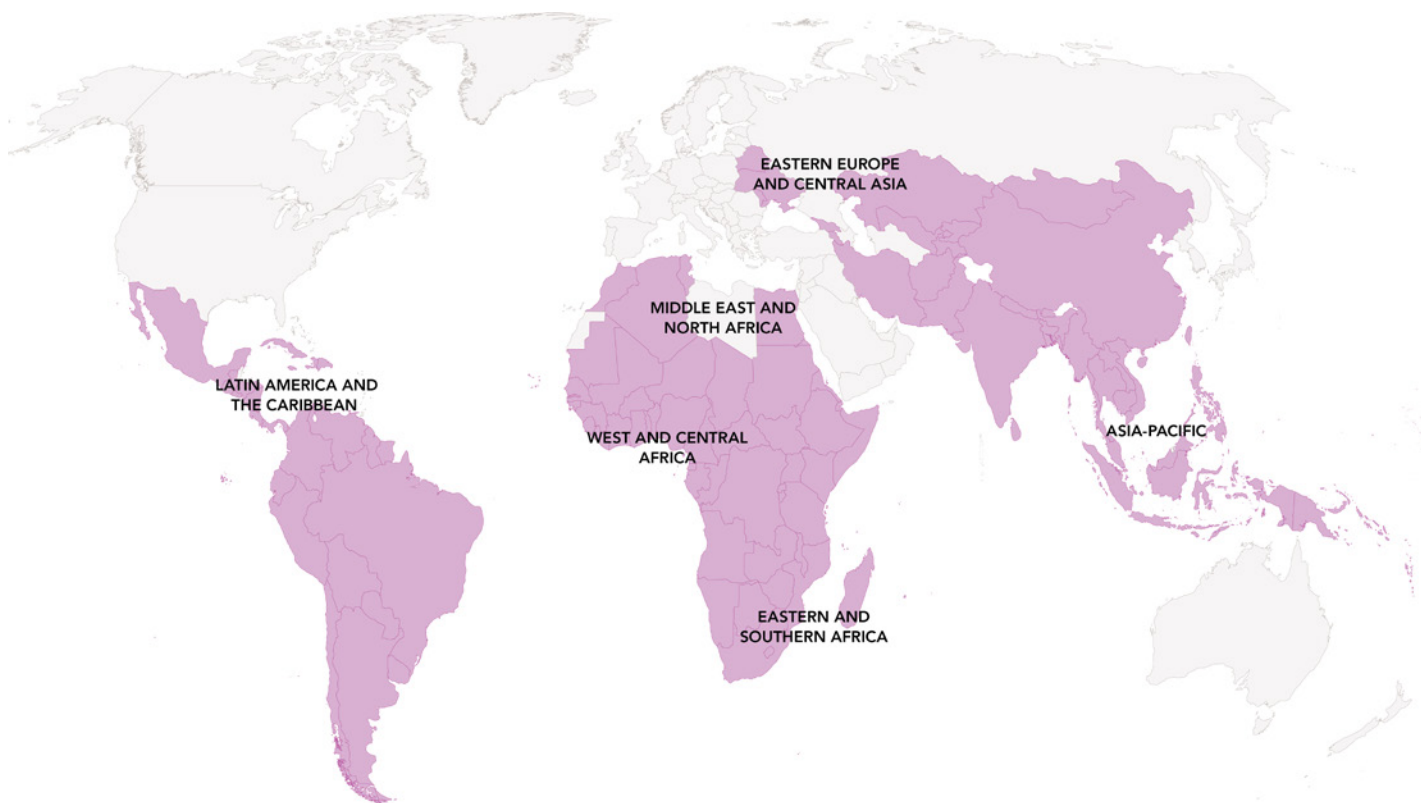 EASTERN EUROPE
AND CENTRAL ASIA
MIDDLE EAST AND
NORTH AFRICA
LATIN AMERICA AND
THE CARIBBEAN
WEST AND CENTRAL
AFRICA
ASIA-PACIFIC
EASTERN AND
SOUTHERN AFRICA